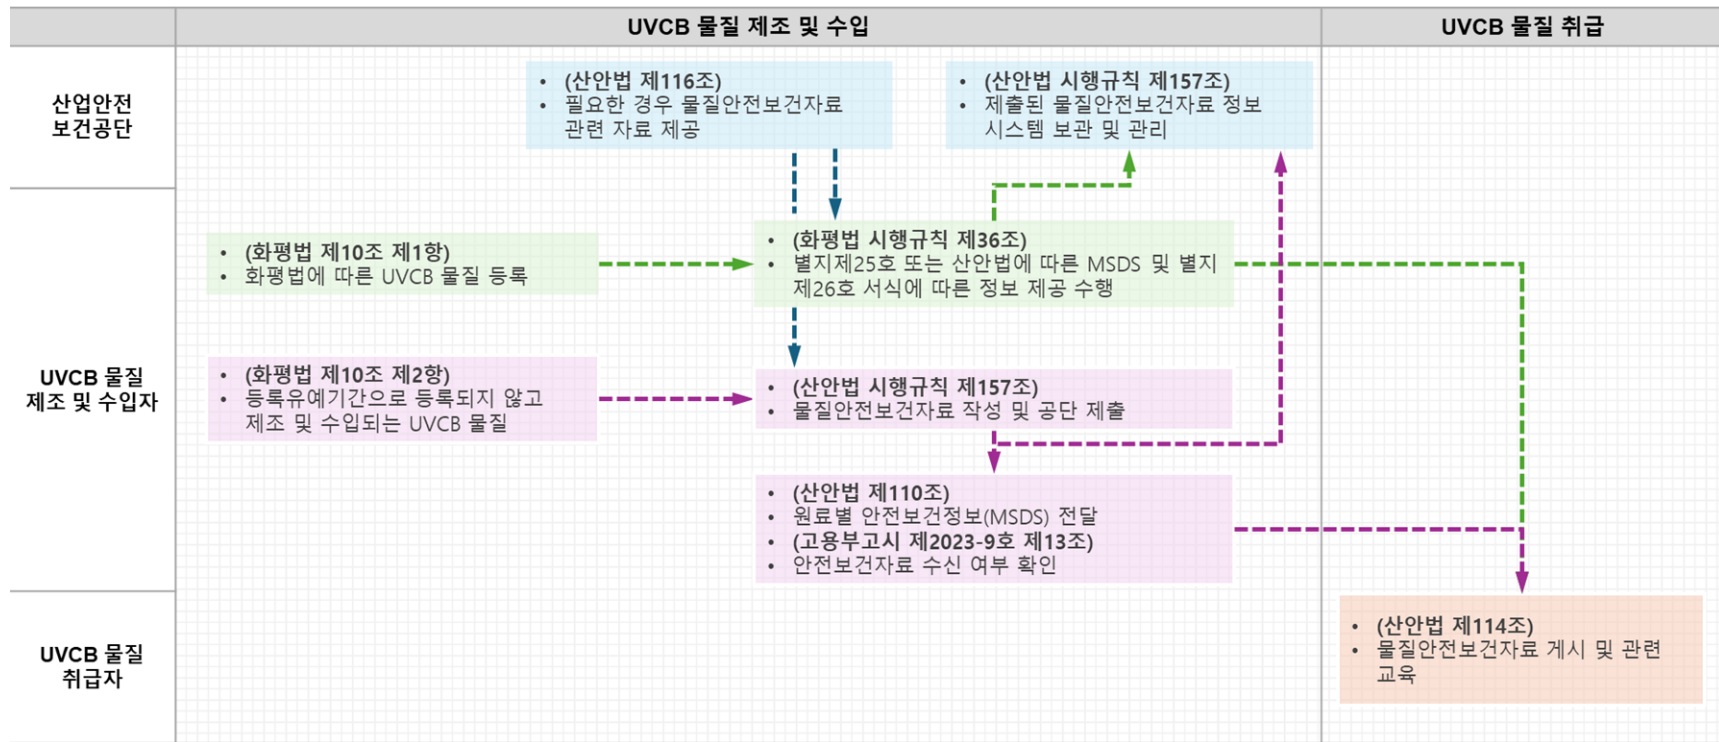 UVCB 물질 제조 및 수입
UVCB 물질 취급
산업안전
보건공단
• (산안법 제116조)
• 필요한 경우 물질안전보건자료
관련 자료 제공
• (산안법 시행규칙 제157조)
• 제출된 물질안전보건자료 정보
시스템 보관 및 관리
UVCB 물질
제조 및 수입자
• (화평법 제10조 제1항)
• 화평법에 따른 UVCB 물질 등록
• (화평법 시행규칙 제36조)
• 별지제25호 또는 산안법에 따른 MSDS 및 별지
제26호 서식에 따른 정보 제공 수행
• (화평법 제10조 제2항)
• 등록유예기간으로 등록되지 않고
제조 및 수입되는 UVCB 물질
• (산안법 시행규칙 제157조)
• 물질안전보건자료 작성 및 공단 제출
• (산안법 제110조)
• 원료별 안전보건정보(MSDS) 전달
• (고용부고시 제2023-9호 제13조)
• 안전보건자료 수신 여부 확인
UVCB 물질
취급자
• (산안법 제114조)
• 물질안전보건자료 게시 및 관련
교육